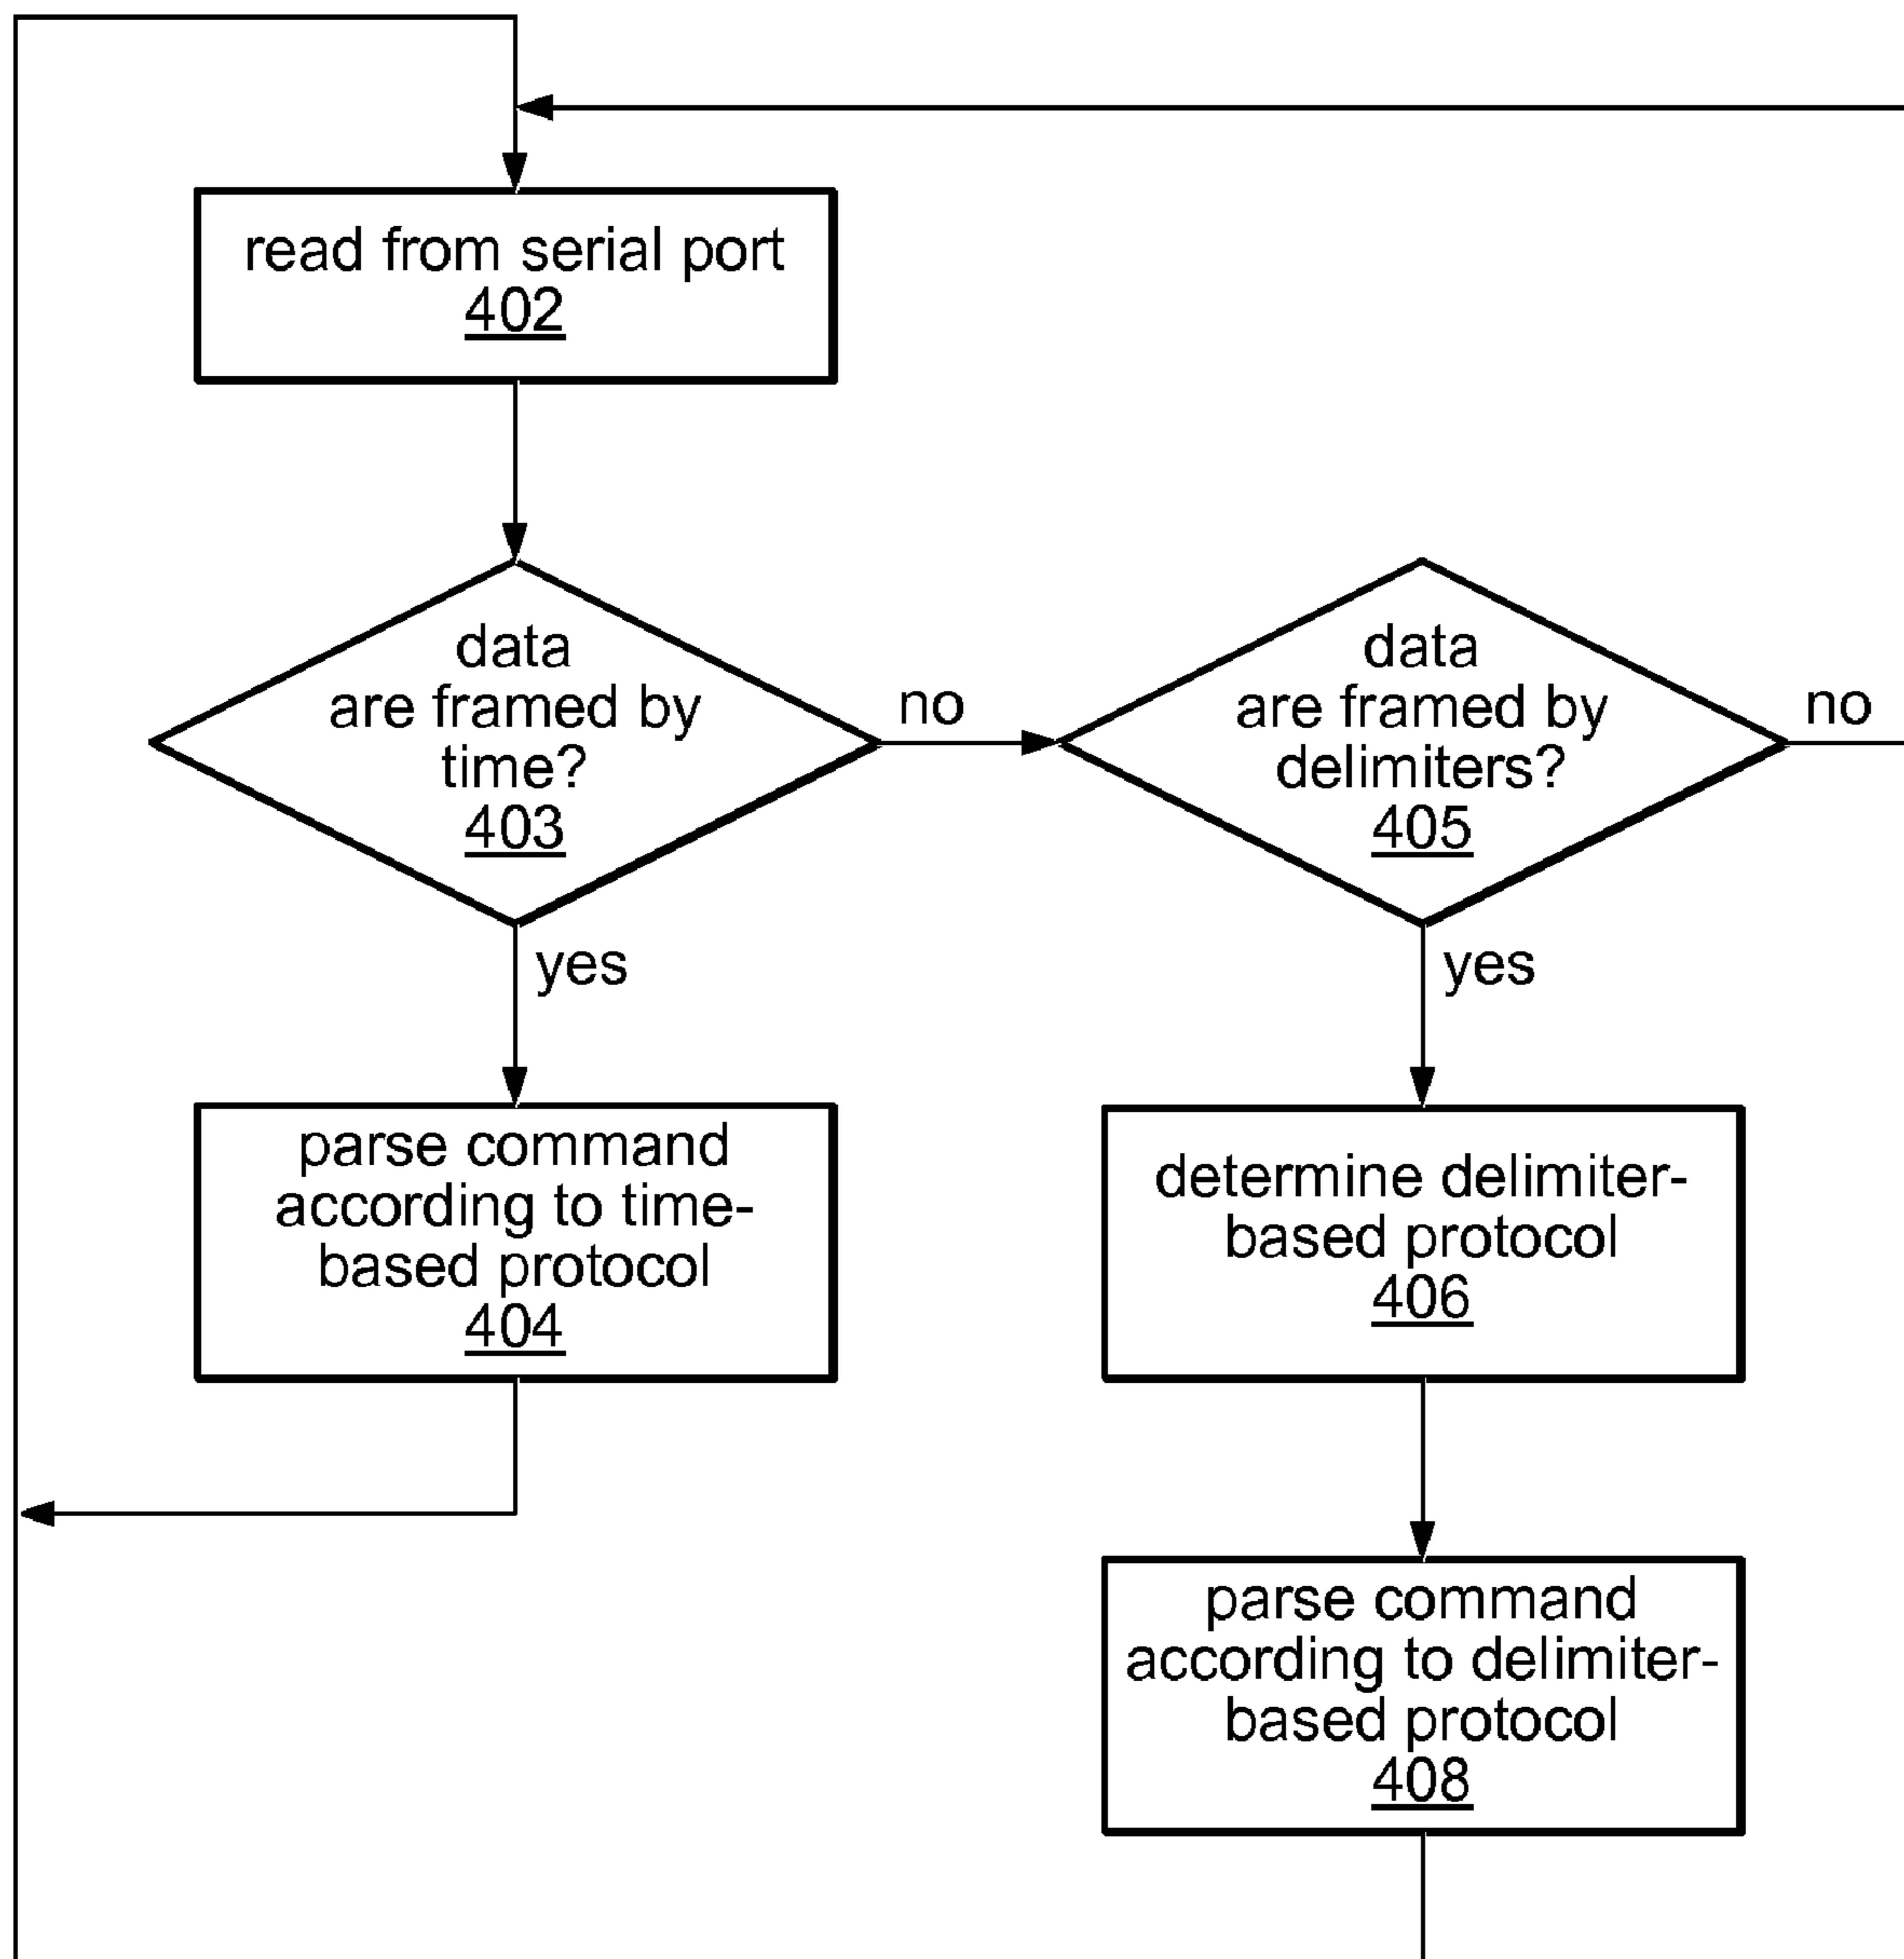 read from serial port
402
data
are framed by
time?
403
no
data
are framed by
delimiters?
405
no
yes
yes
parse command
according to time-
based protocol
404
determine delimiter-
based protocol
406
parse command
according to delimiter-
based protocol
408